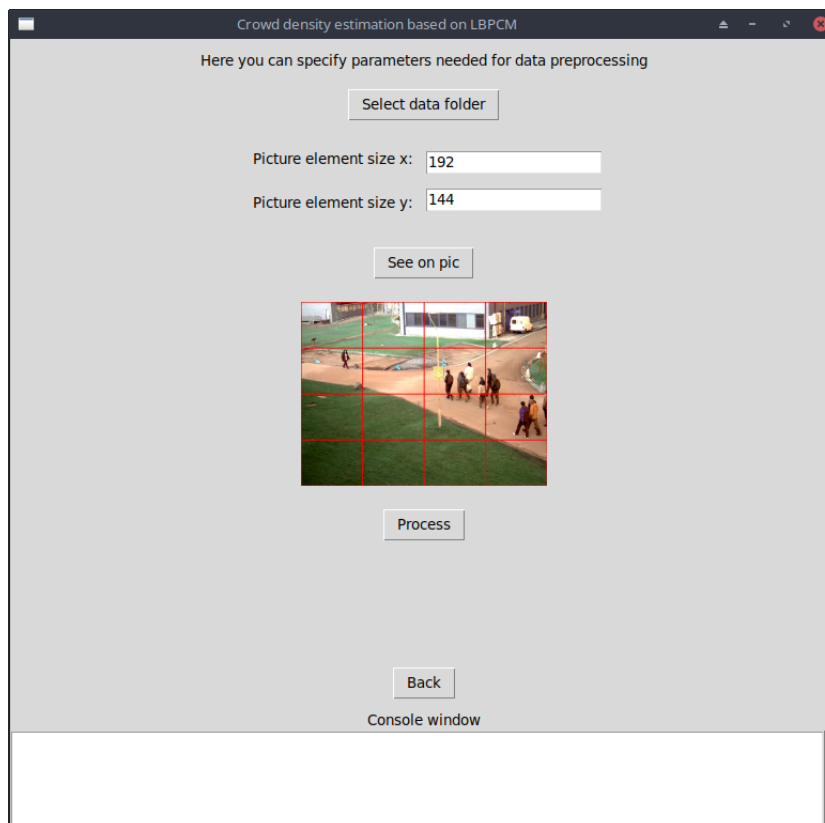 Crowd density estimation based on LBPCM
Here you can specify parameters needed for data preprocessing
Select data folder
Picture element size x: 192
Picture element size y: 144
See on pic
Process
Back
Console window